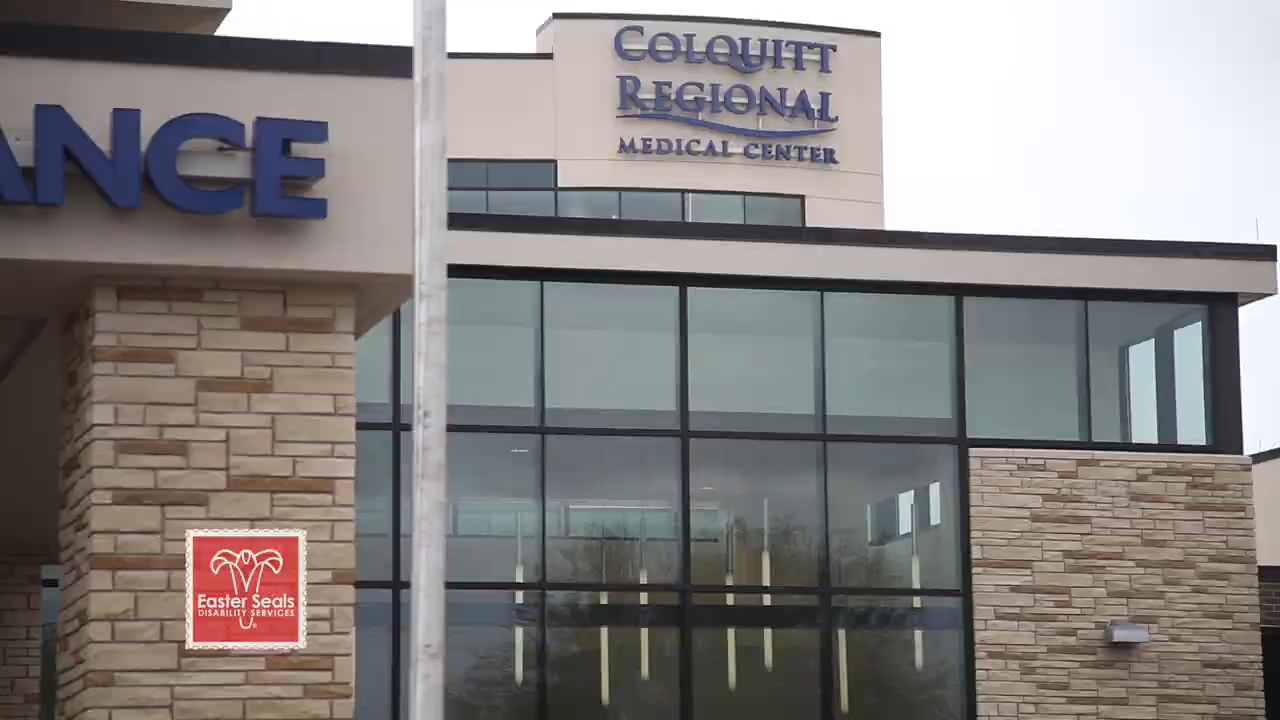 ANCE
COLQUITT
REGIONAL
MEDICAL CENTER
Easter Seals
DISABILITY SERVICES
®